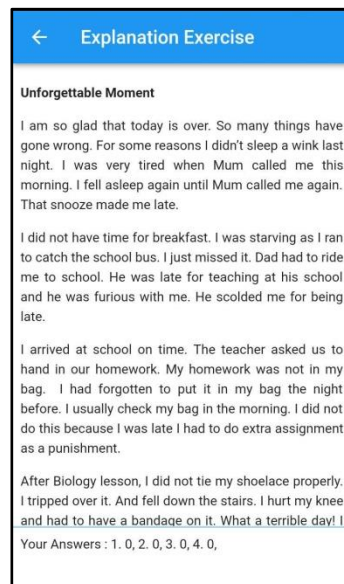 Explanation Exercise
Unforgettable Moment
I am so glad that today is over. So many things have
gone wrong. For some reasons I didn't sleep a wink last
night. I was very tired when Mum called me this
morning. I fell asleep again until Mum called me again.
That snooze made me late.
I did not have time for breakfast. I was starving as I ran
to catch the school bus. I just missed it. Dad had to ride
me to school. He was late for teaching at his school
and he was furious with me. He scolded me for being
late.
I arrived at school on time. The teacher asked us to
hand in our homework. My homework was not in my
bag. I had forgotten to put it in my bag the night
before. I usually check my bag in the morning. I did not
do this because I was late I had to do extra assignment
as a punishment.
After Biology lesson, I did not tie my shoelace properly.
I tripped over it. And fell down the stairs. I hurt my knee
and had to have a bandage on it. What a terrible day! I
Your Answers : 1. 0, 2. 0, 3. 0, 4. 0,